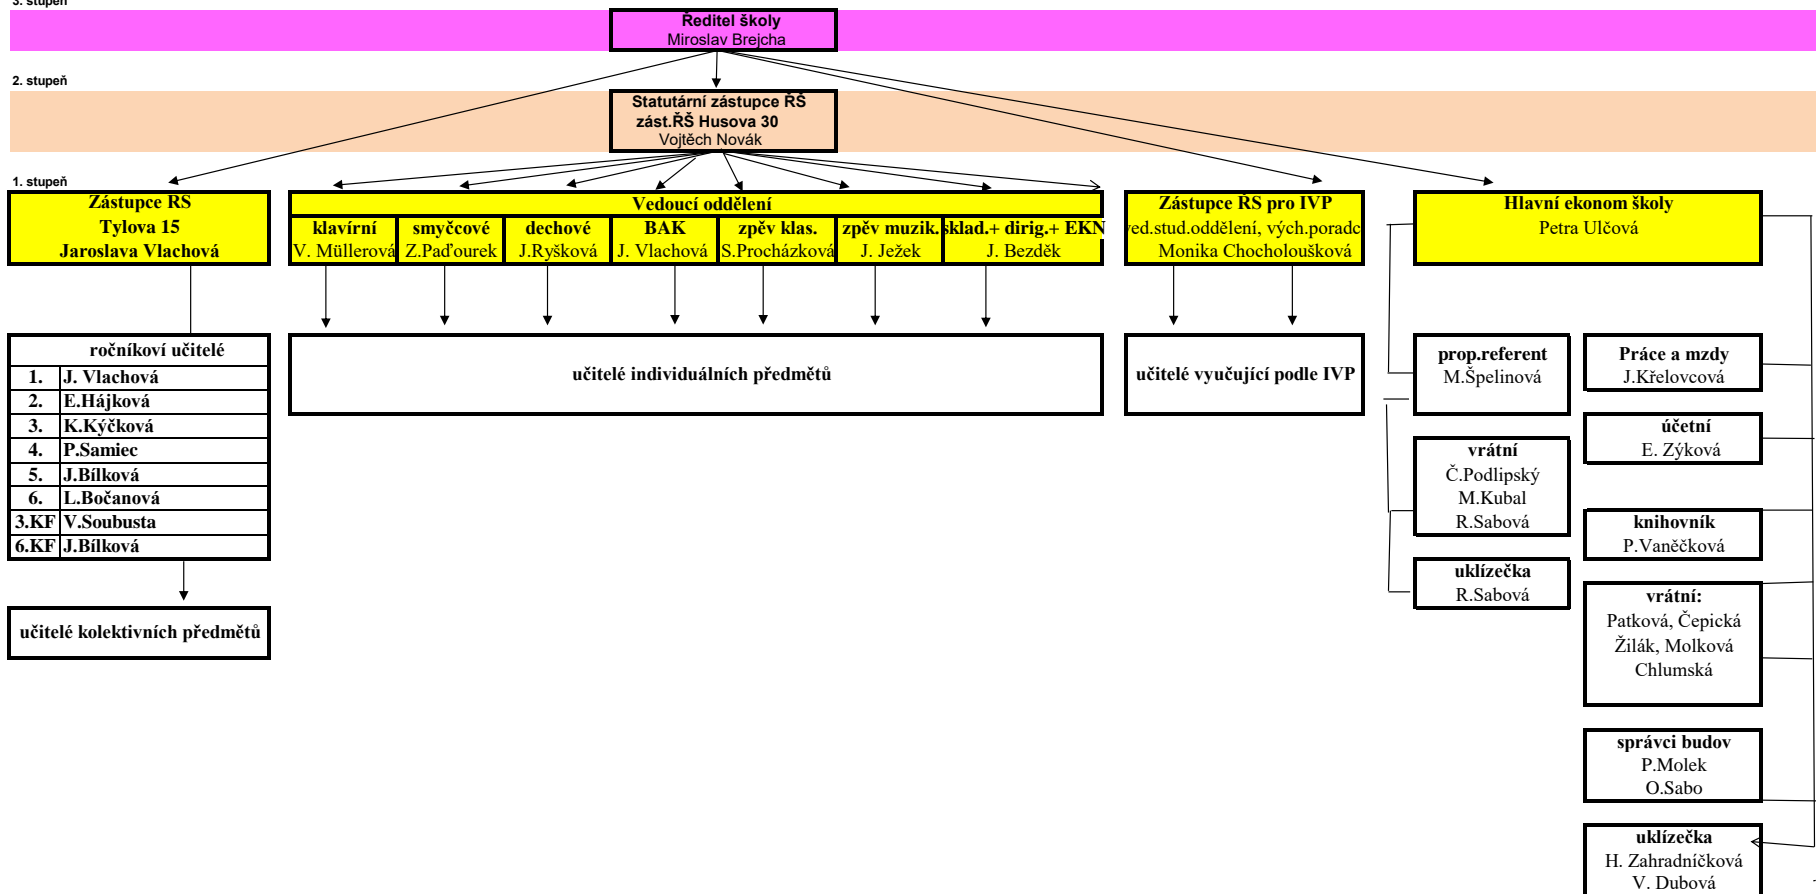 3. stupeň
Ředitel školy
Miroslav Brejcha
2. stupeň
Statutární zástupce ŘŠ
zást.ŘŠ Husova 30
Vojtěch Novák
1. stupeň
Zástupce RS
Tylova 15
Jaroslava Vlachová
Vedoucí oddělení
klavírní
V. Müllerová
smyčcové
Z.Paďourek
dechové
J.Ryšková
BAK
J. Vlachová
zpěv klas.
S.Procházková
zpěv muzik.
J. Ježek
sklad.+ dirig.+ EKN
J. Bezděk
Zástupce ŘS pro IVP
ved.stud.oddělení, vých.poradc
Monika Chocholoušková
Hlavní ekonom školy
Petra Ulčová
ročníkoví učitelé
1. J. Vlachová
2. E.Hájková
3. K.Kýčková
4. P.Samiec
5. J.Bílková
6. L.Bočanová
3.KF V.Soubusta
6.KF J.Bílková
učitelé kolektivních předmětů
učitelé individuálních předmětů
učitelé vyučující podle IVP
prop.referent
M.Špelinová
vrátní
Č.Podlipský
M.Kubal
R.Sabová
uklízečka
R.Sabová
Práce a mzdy
J.Křelovcová
účetní
E. Zýková
knihovník
P.Vaněčková
vrátní:
Patková, Čepická
Žilák, Molková
Chlumská
správci budov
P.Molek
O.Sabo
uklízečka
H. Zahradníčková
V. Dubová